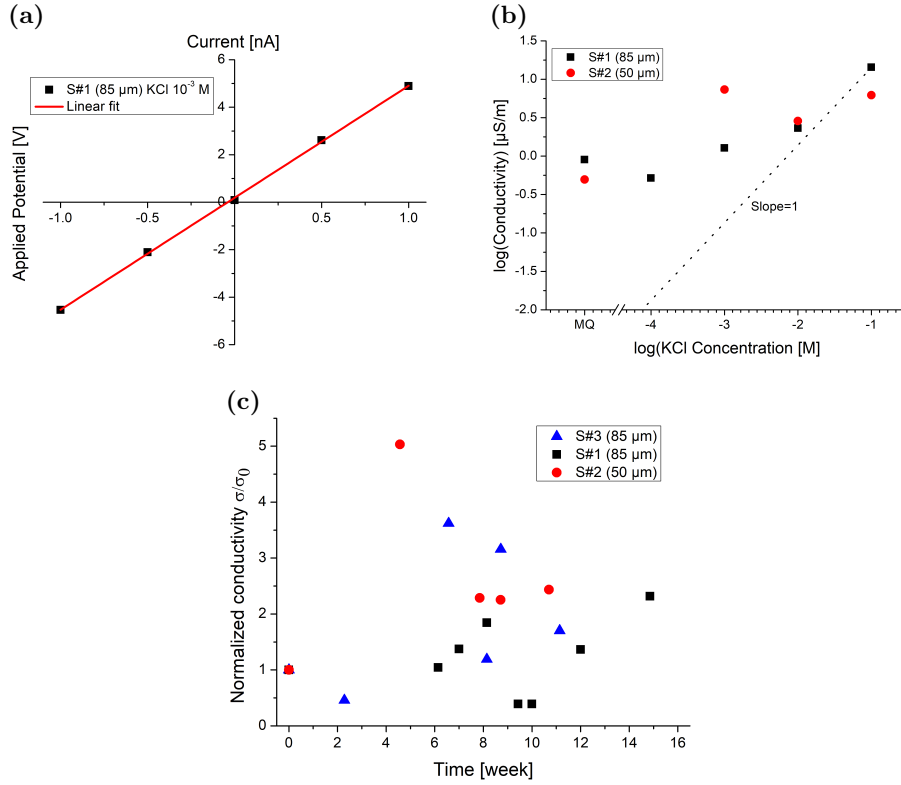 (a)
Current [nA]
S#1 (85 µm) KCl 10⁻³ M
Linear fit
Applied Potential [V]
6
4
2
-2
-4
-6
-1.0
-0.5
0
0.5
1.0
(b)
S#1 (85 µm)
S#2 (50 µm)
log(Conductivity) [µS/m]
1.5
1.0
0.5
0.0
-0.5
-1.0
-1.5
-2.0
Slope=1
MQ
-4
-3
-2
-1
log(KCl Concentration [M]
(c)
S#3 (85 µm)
S#1 (85 µm)
S#2 (50 µm)
Normalized conductivity σ/σ₀
5
4
3
2
1
0
0
2
4
6
8
10
12
14
16
Time [week]